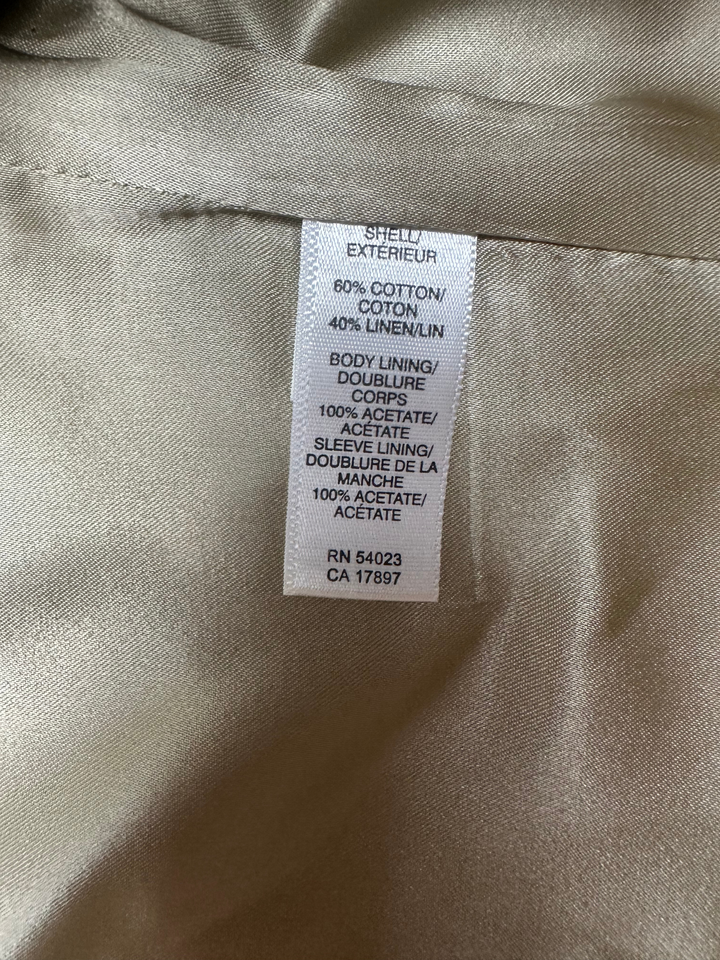 SHELL/
EXTÉRIEUR
60% COTTON/
COTON
40% LINEN/LIN
BODY LINING/
DOUBLURE
CORPS
100% ACETATE/
ACÉTATE
SLEEVE LINING/
DOUBLURE DE LA
MANCHE
100% ACETATE/
ACÉTATE
RN 54023
CA 17897